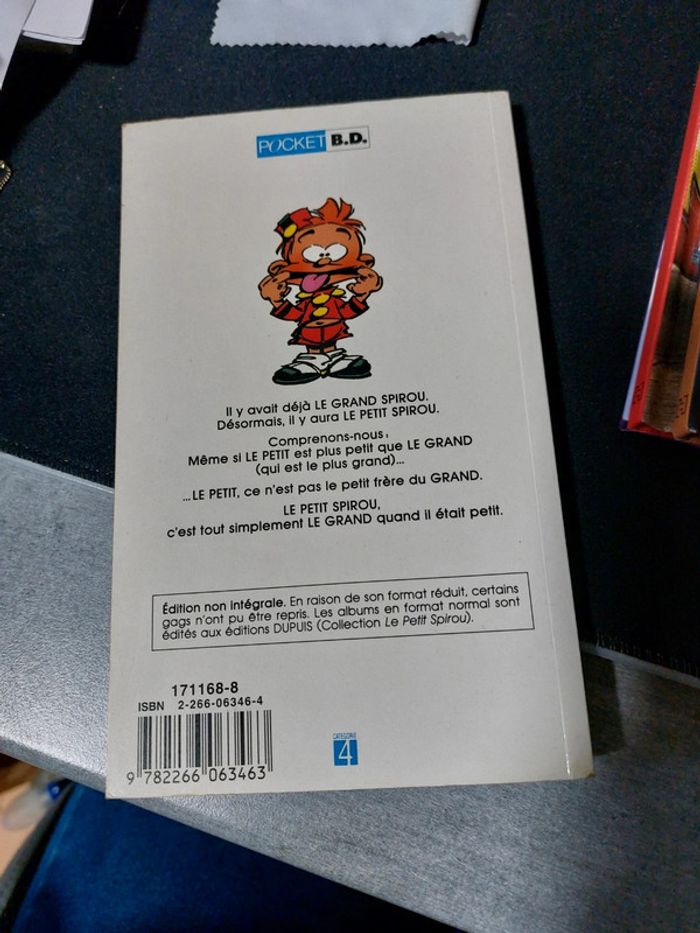 POCKET B.D.
Il y avait déjà LE GRAND SPIROU.
Désormais, il y aura LE PETIT SPIROU.
Comprenons-nous :
Même si LE PETIT est plus petit que LE GRAND
(qui est le plus grand)...
...LE PETIT, ce n'est pas le petit frère du GRAND.
LE PETIT SPIROU,
c'est tout simplement LE GRAND quand il était petit.
Édition non intégrale. En raison de son format réduit, certains
gags n'ont pu être repris. Les albums en format normal sont
édités aux éditions DUPUIS (Collection Le Petit Spirou).
171168-8
ISBN 2-266-06346-4
9 782266 063463
CATEGORIE
4